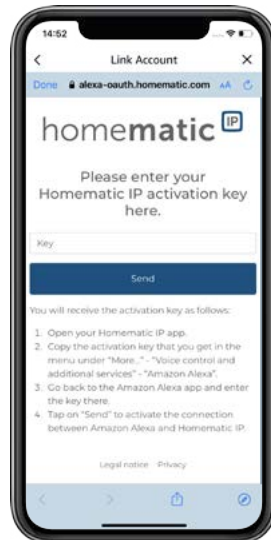 14:52
Link Account
Done alexa-oauth.homematic.com AA
homematic IP
Please enter your
Homematic IP activation key
here.
Key
Send
You will receive the activation key as follows:
1. Open your Homematic IP app.
2. Copy the activation key that you get in the
menu under "More..." - "Voice control and
additional services" - "Amazon Alexa".
3. Go back to the Amazon Alexa app and enter
the key there.
4. Tap on "Send" to activate the connection
between Amazon Alexa and Homematic IP.
Legal notice Privacy